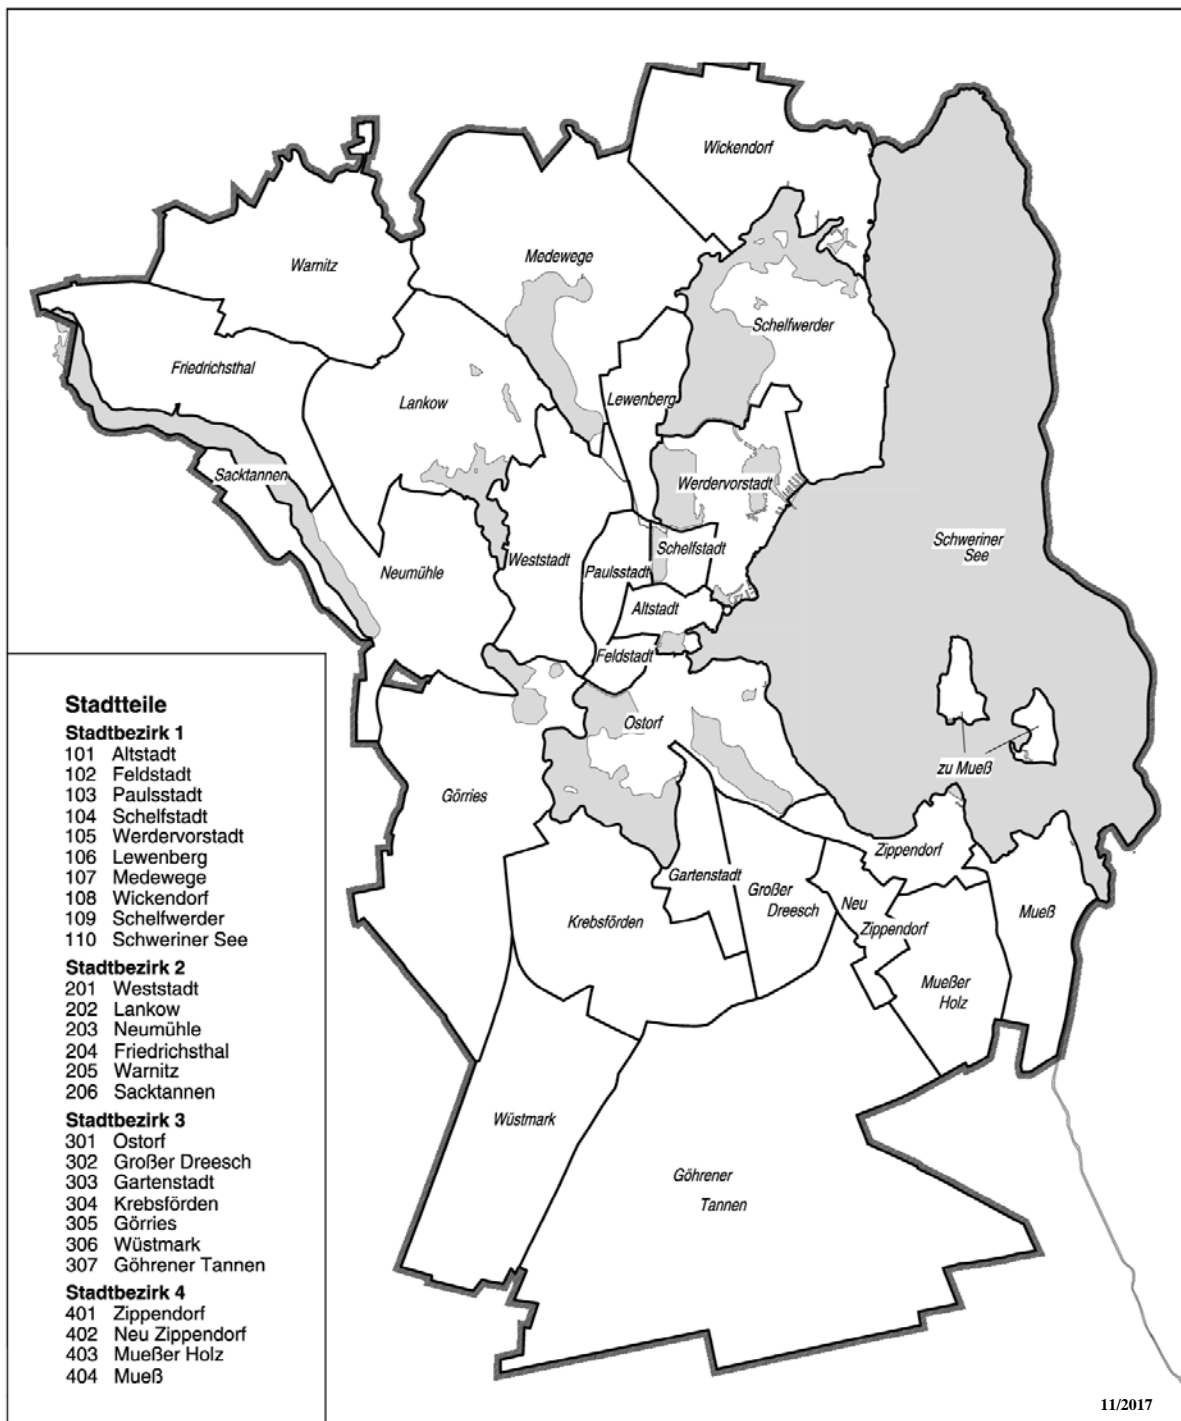 Wickendorf
Warnitz
Medewege
Schelfwerder
Friedrichsthal
Lankow
Lewenberg
Sacktannen
Werdervorstadt
Schweriner
See
Schelfstadt
Weststadt
Paulsstadt
Neumühle
Altstadt
Feldstadt
Ostorf
zu Mueß
Görries
Zippendorf
Gartenstadt
Großer
Dreesch
Neu
Zippendorf
Mueß
Krebsförden
Mueßer
Holz
Wüstmark
Göhrener
Tannen
Stadtteile
Stadtbezirk 1
101 Altstadt
102 Feldstadt
103 Paulsstadt
104 Schelfstadt
105 Werdervorstadt
106 Lewenberg
107 Medewege
108 Wickendorf
109 Schelfwerder
110 Schweriner See
Stadtbezirk 2
201 Weststadt
202 Lankow
203 Neumühle
204 Friedrichsthal
205 Warnitz
206 Sacktannen
Stadtbezirk 3
301 Ostorf
302 Großer Dreesch
303 Gartenstadt
304 Krebsförden
305 Görries
306 Wüstmark
307 Göhrener Tannen
Stadtbezirk 4
401 Zippendorf
402 Neu Zippendorf
403 Mueßer Holz
404 Mueß
11/2017